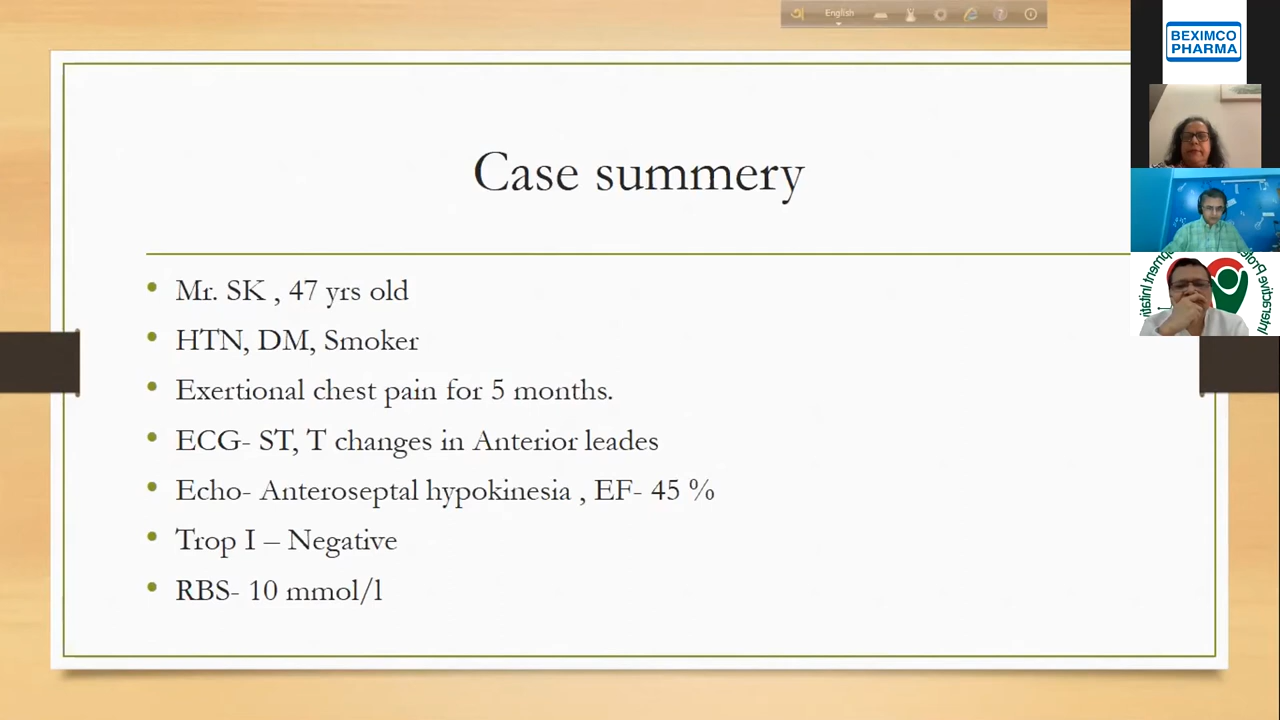 English
BEXIMCO
PHARMA
Case summery
• Mr. SK , 47 yrs old
• HTN, DM, Smoker
• Exertional chest pain for 5 months.
• ECG- ST, T changes in Anterior leades
• Echo- Anteroseptal hypokinesia , EF- 45 %
• Trop I – Negative
• RBS- 10 mmol/l
Interactive